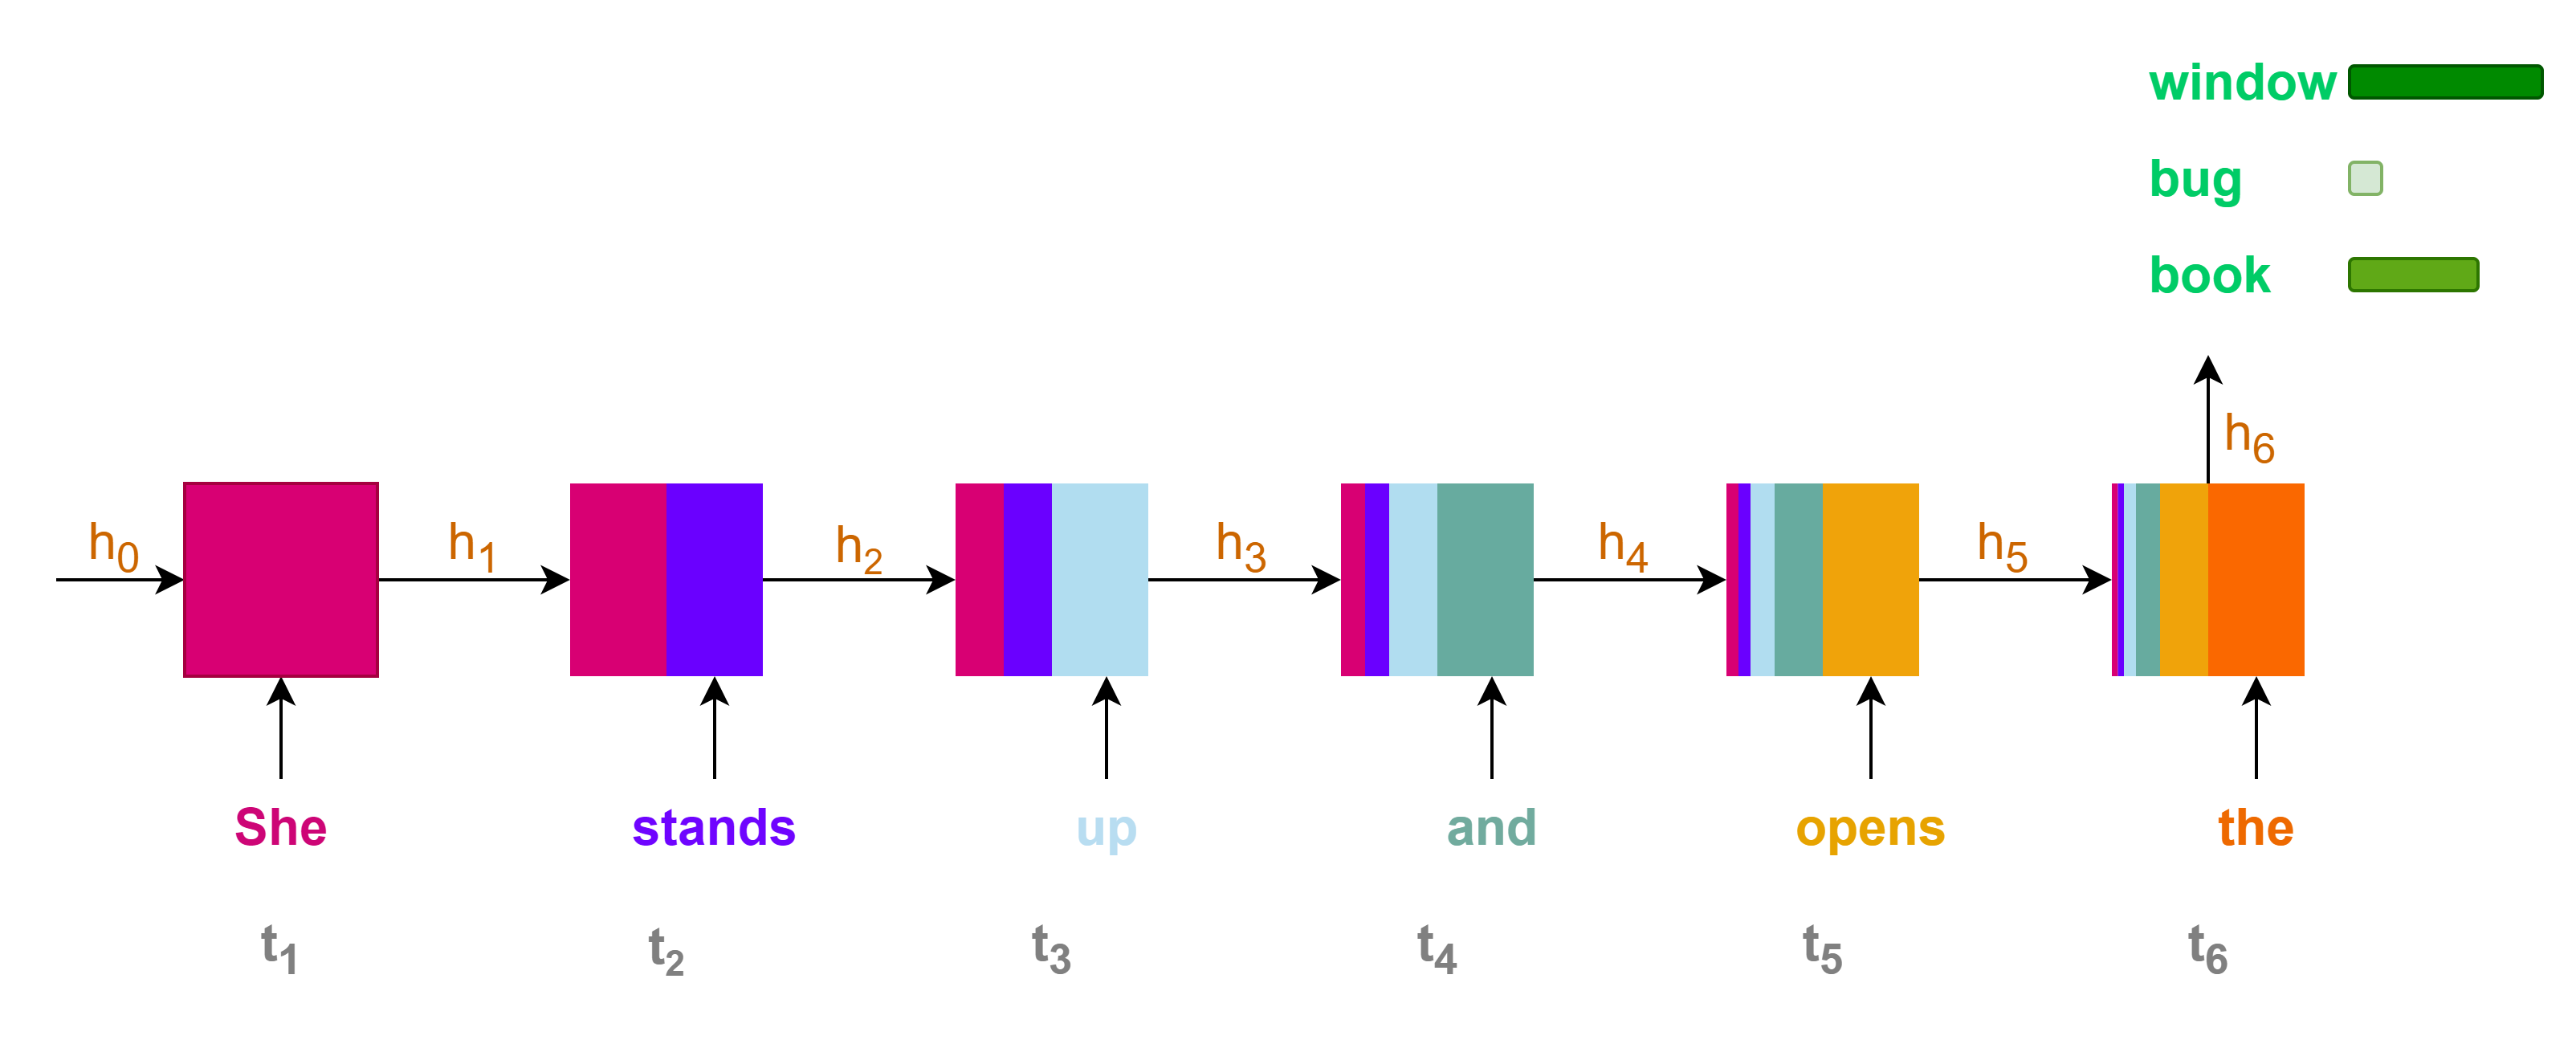 window
bug
book
h6
h0 h1 h2 h3 h4 h5
She stands up and opens the
t1 t2 t3 t4 t5 t6